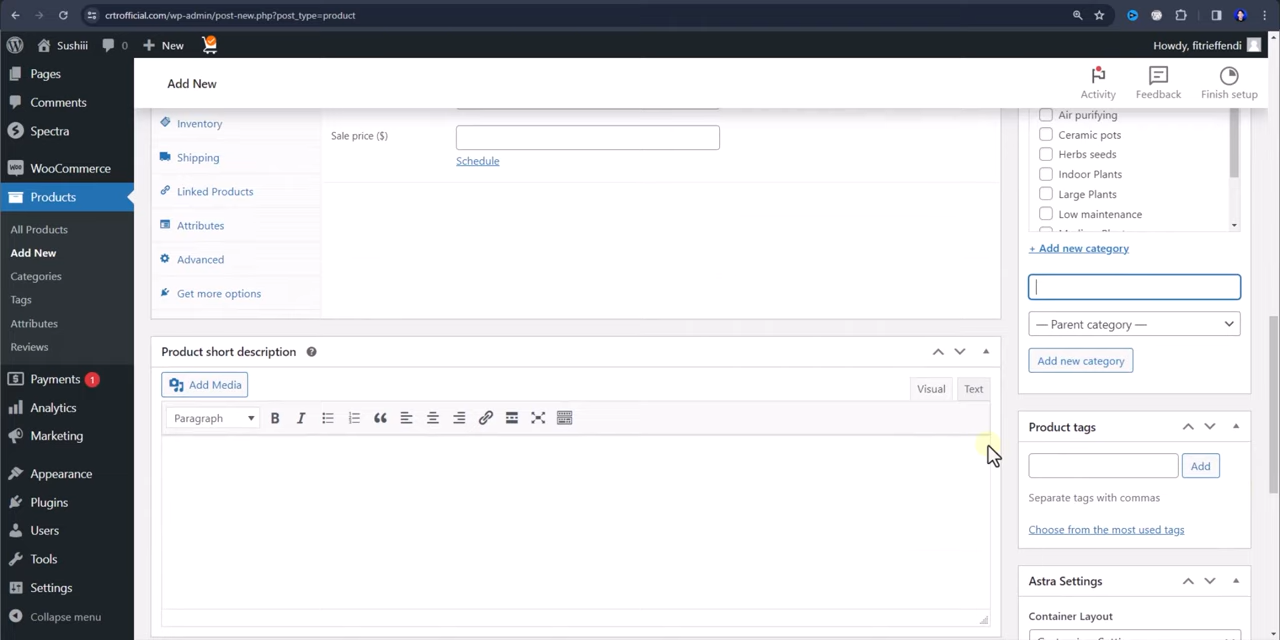 crtrofficial.com/wp-admin/post-new.php?post_type=product
Sushiii
0
New
Howdy, fitrieffendi
Pages
Comments
Spectra
WooCommerce
Products
All Products
Add New
Categories
Tags
Attributes
Reviews
Payments 1
Analytics
Marketing
Appearance
Plugins
Users
Tools
Settings
Collapse menu
Add New
Activity
Feedback
Finish setup
Inventory
Shipping
Linked Products
Attributes
Advanced
Get more options
Sale price ($)
Schedule
Product short description
Add Media
Visual
Text
Paragraph
Air purifying
Ceramic pots
Herbs seeds
Indoor Plants
Large Plants
Low maintenance
+ Add new category
— Parent category —
Add new category
Product tags
Add
Separate tags with commas
Choose from the most used tags
Astra Settings
Container Layout